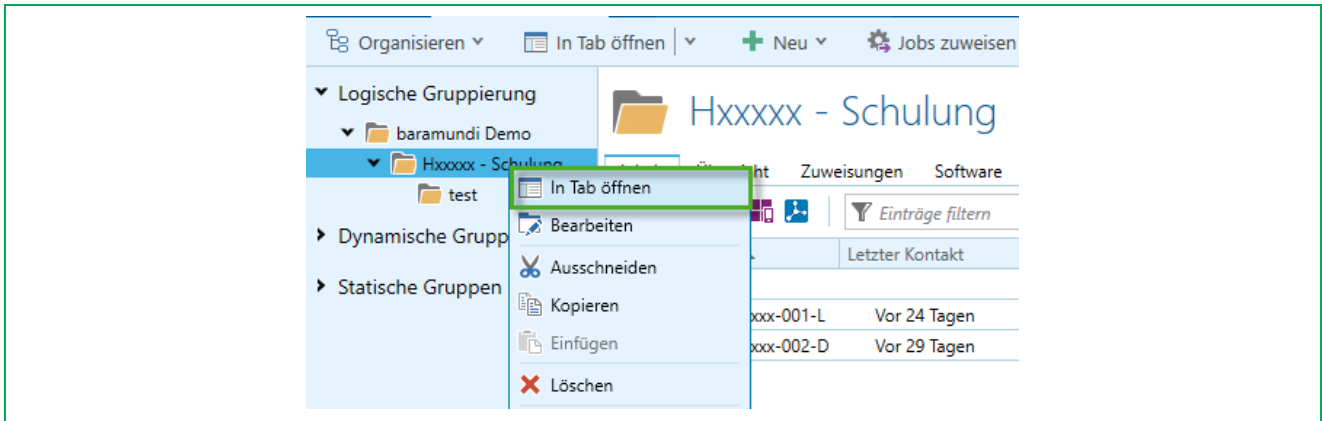 Organisieren In Tab öffnen Neu Jobs zuweisen
Logische Gruppierung
baramundi Demo
Hxxxxx - Schulung
test
Dynamische Grupp
Statische Gruppen
Hxxxxx - Schulung
Zuweisungen Software
Einträge filtern
Letzter Kontakt
xxx-001-L Vor 24 Tagen
xxx-002-D Vor 29 Tagen
In Tab öffnen
Bearbeiten
Ausschneiden
Kopieren
Einfügen
Löschen